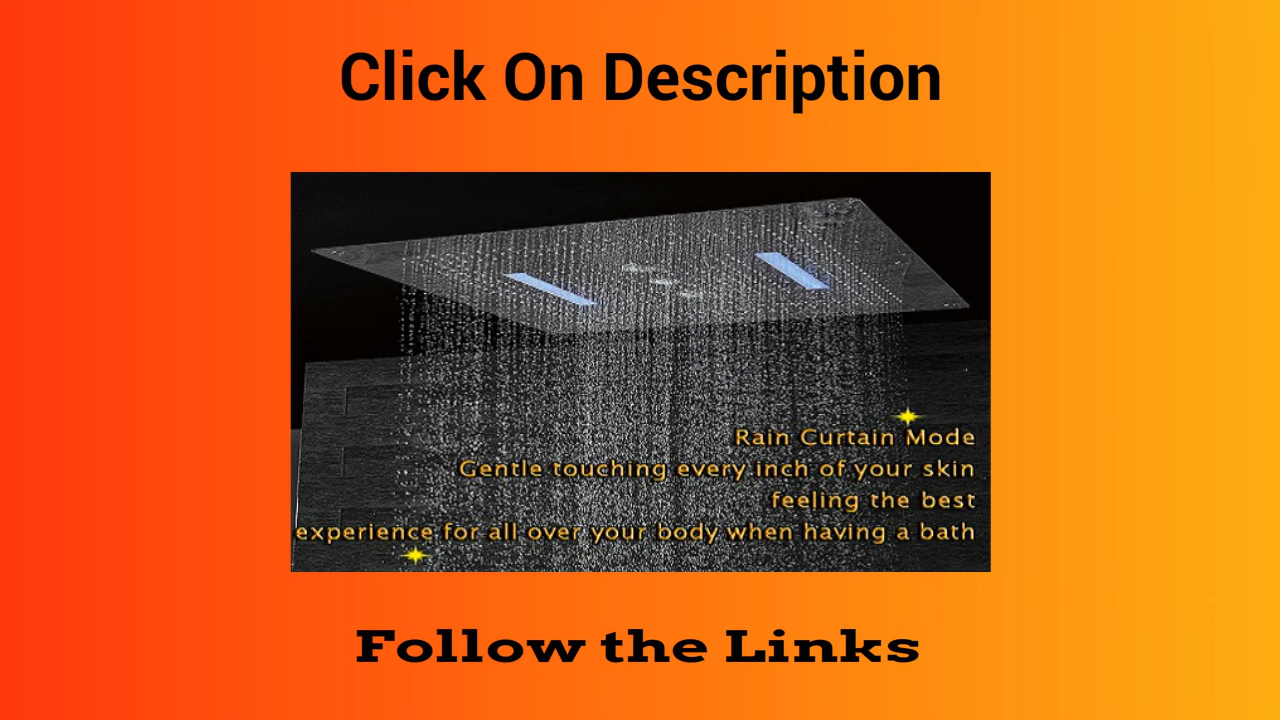 Click On Description
Rain Curtain Mode
Gentle touching every inch of your skin
feeling the best
experience for all over your body when having a bath
Follow the Links